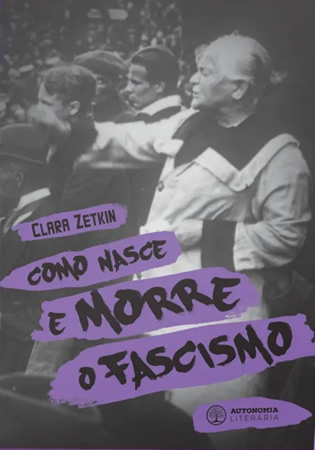 CLARA ZETKIN
COMO NASCE
E MORRE
O FASCISMO
AUTONOMIA
LITERÁRIA